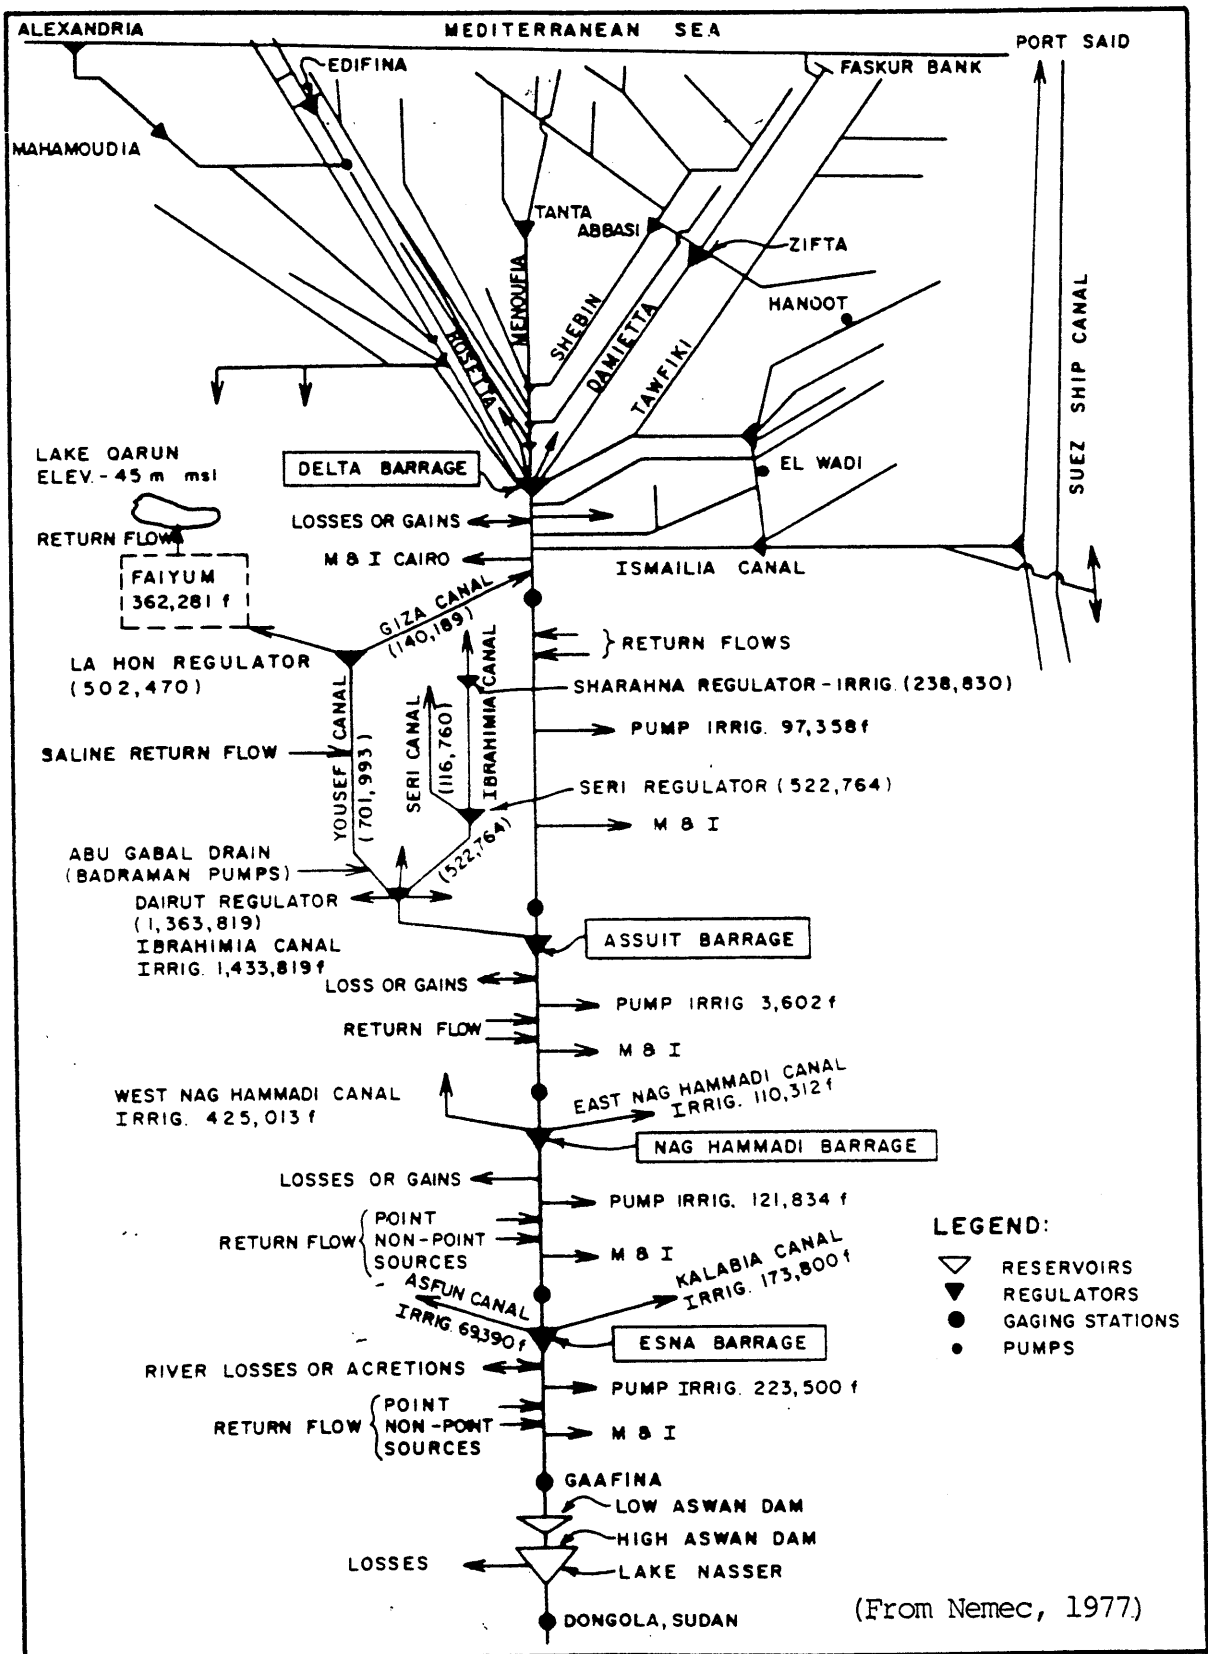 ALEXANDRIA
MEDITERRANEAN SEA
PORT SAID
EDIFINA
FASKUR BANK
MAHAMOUDIA
TANTA
ABBASI
ZIFTA
HANOOT
MENOUFIA
SHEBIN
DAMIETTA
TAWFIKI
ROSETTA
SUEZ SHIP CANAL
LAKE QARUN
ELEV.-45 m msl
DELTA BARRAGE
EL WADI
LOSSES OR GAINS
RETURN FLOW
M & I CAIRO
ISMAILIA CANAL
FAIYUM
362,281 f
GIZA CANAL
(140,189)
RETURN FLOWS
LA HON REGULATOR
(502,470)
SHARAHNA REGULATOR-IRRIG. (238,830)
IBRAHIMIA CANAL
SERI CANAL
(116,760)
PUMP IRRIG. 97,358f
SALINE RETURN FLOW
YOUSEF CANAL
(701,993)
SERI REGULATOR (522,764)
M & I
(522,764)
ABU GABAL DRAIN
(BADRAMAN PUMPS)
DAIRUT REGULATOR
(1,363,819)
IBRAHIMIA CANAL
IRRIG. 1,433,819f
ASSUIT BARRAGE
LOSS OR GAINS
PUMP IRRIG 3,602 f
RETURN FLOW
M & I
WEST NAG HAMMADI CANAL
IRRIG. 425,013 f
EAST NAG HAMMADI CANAL
IRRIG. 110,312 f
NAG HAMMADI BARRAGE
LOSSES OR GAINS
PUMP IRRIG. 121,834 f
RETURN FLOW
POINT
NON-POINT
SOURCES
M & I
KALABIA CANAL
IRRIG. 173,800 f
ASFUN CANAL
IRRIG. 69,390 f
ESNA BARRAGE
RIVER LOSSES OR ACRETIONS
PUMP IRRIG. 223,500 f
RETURN FLOW
POINT
NON-POINT
SOURCES
M & I
GAAFINA
LOW ASWAN DAM
HIGH ASWAN DAM
LOSSES
LAKE NASSER
DONGOLA, SUDAN
LEGEND:
RESERVOIRS
REGULATORS
GAGING STATIONS
PUMPS
(From Nemec, 1977)